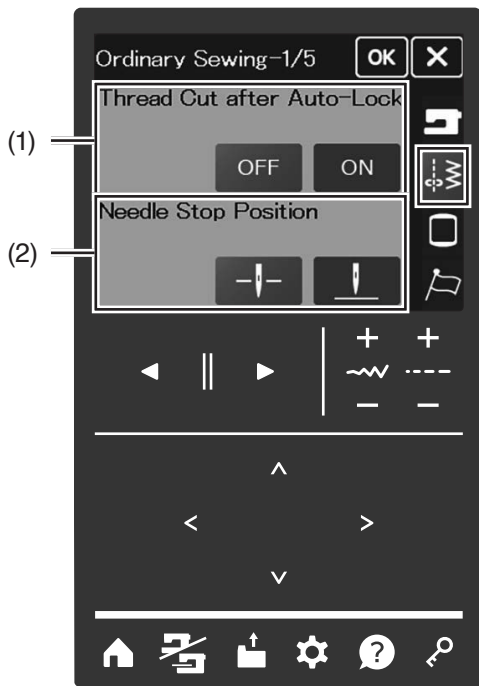 Ordinary Sewing-1/5 OK X
Thread Cut after Auto-Lock
(1)
OFF ON
Needle Stop Position
(2)
+ +
- -
?